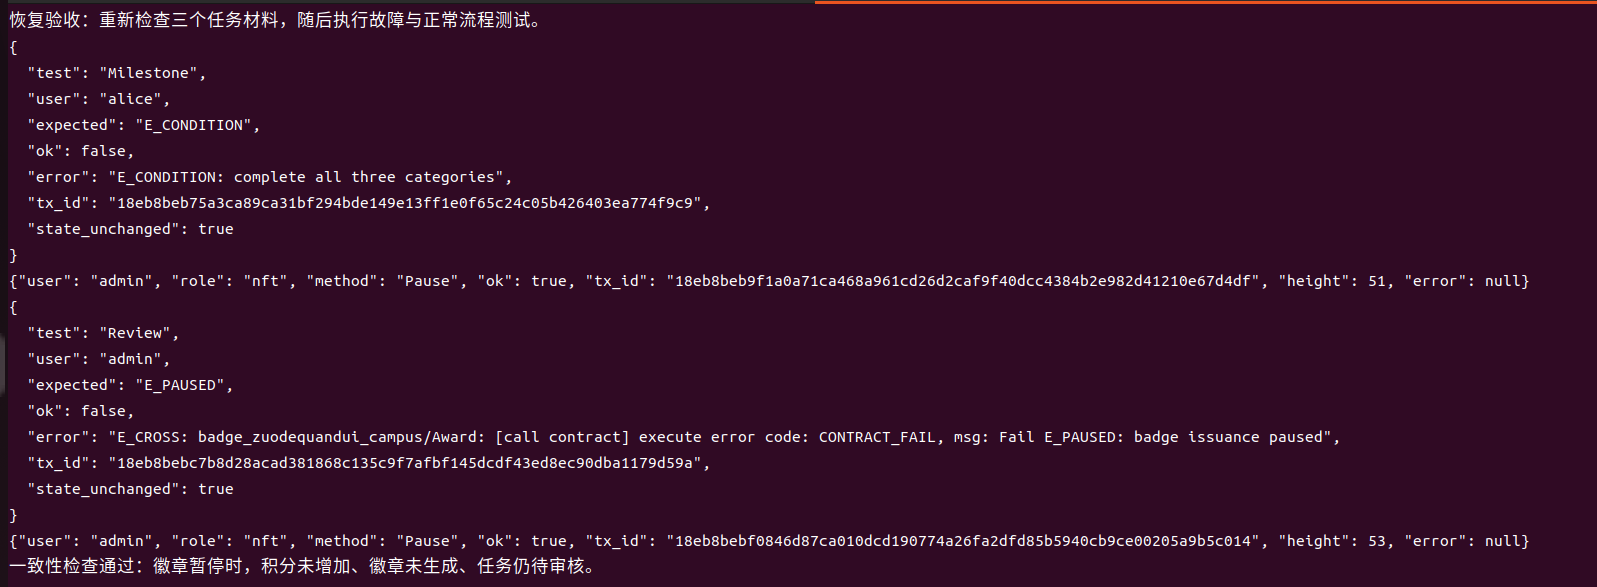 恢复验收：重新检查三个任务材料，随后执行故障与正常流程测试。
{
  "test": "Milestone",
  "user": "alice",
  "expected": "E_CONDITION",
  "ok": false,
  "error": "E_CONDITION: complete all three categories",
  "tx_id": "18eb8beb75a3ca89ca31bf294bde149e13ff1e0f65c24c05b426403ea774f9c9",
  "state_unchanged": true
}
{"user": "admin", "role": "nft", "method": "Pause", "ok": true, "tx_id": "18eb8beb9f1a0a71ca468a961cd26d2caf9f40dcc4384b2e982d41210e67d4df", "height": 51, "error": null}
{
  "test": "Review",
  "user": "admin",
  "expected": "E_PAUSED",
  "ok": false,
  "error": "E_CROSS: badge_zuodequandui_campus/Award: [call contract] execute error code: CONTRACT_FAIL, msg: Fail E_PAUSED: badge issuance paused",
  "tx_id": "18eb8bebc7b8d28acad381868c135c9f7afbf145dcdf43ed8ec90dba1179d59a",
  "state_unchanged": true
}
{"user": "admin", "role": "nft", "method": "Pause", "ok": true, "tx_id": "18eb8bebf0846d87ca010dcd190774a26fa2dfd85b5940cb9ce00205a9b5c014", "height": 53, "error": null}
一致性检查通过：徽章暂停时，积分未增加、徽章未生成、任务仍待审核。